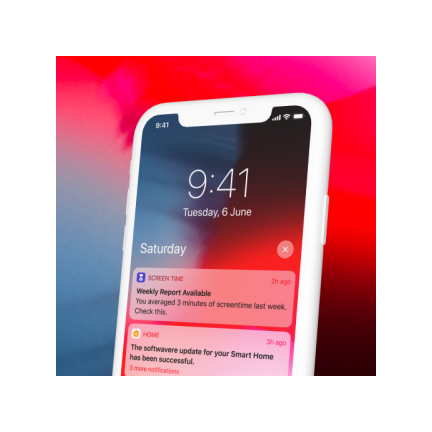 9:41
9:41
Tuesday, 6 June
Saturday
SCREEN TIME
2h ago
Weekly Report Available
You averaged 3 minutes of screentime last week.
Check this.
HOME
3h ago
The softwavere update for your Smart Home
has been successful.
3 more notifications